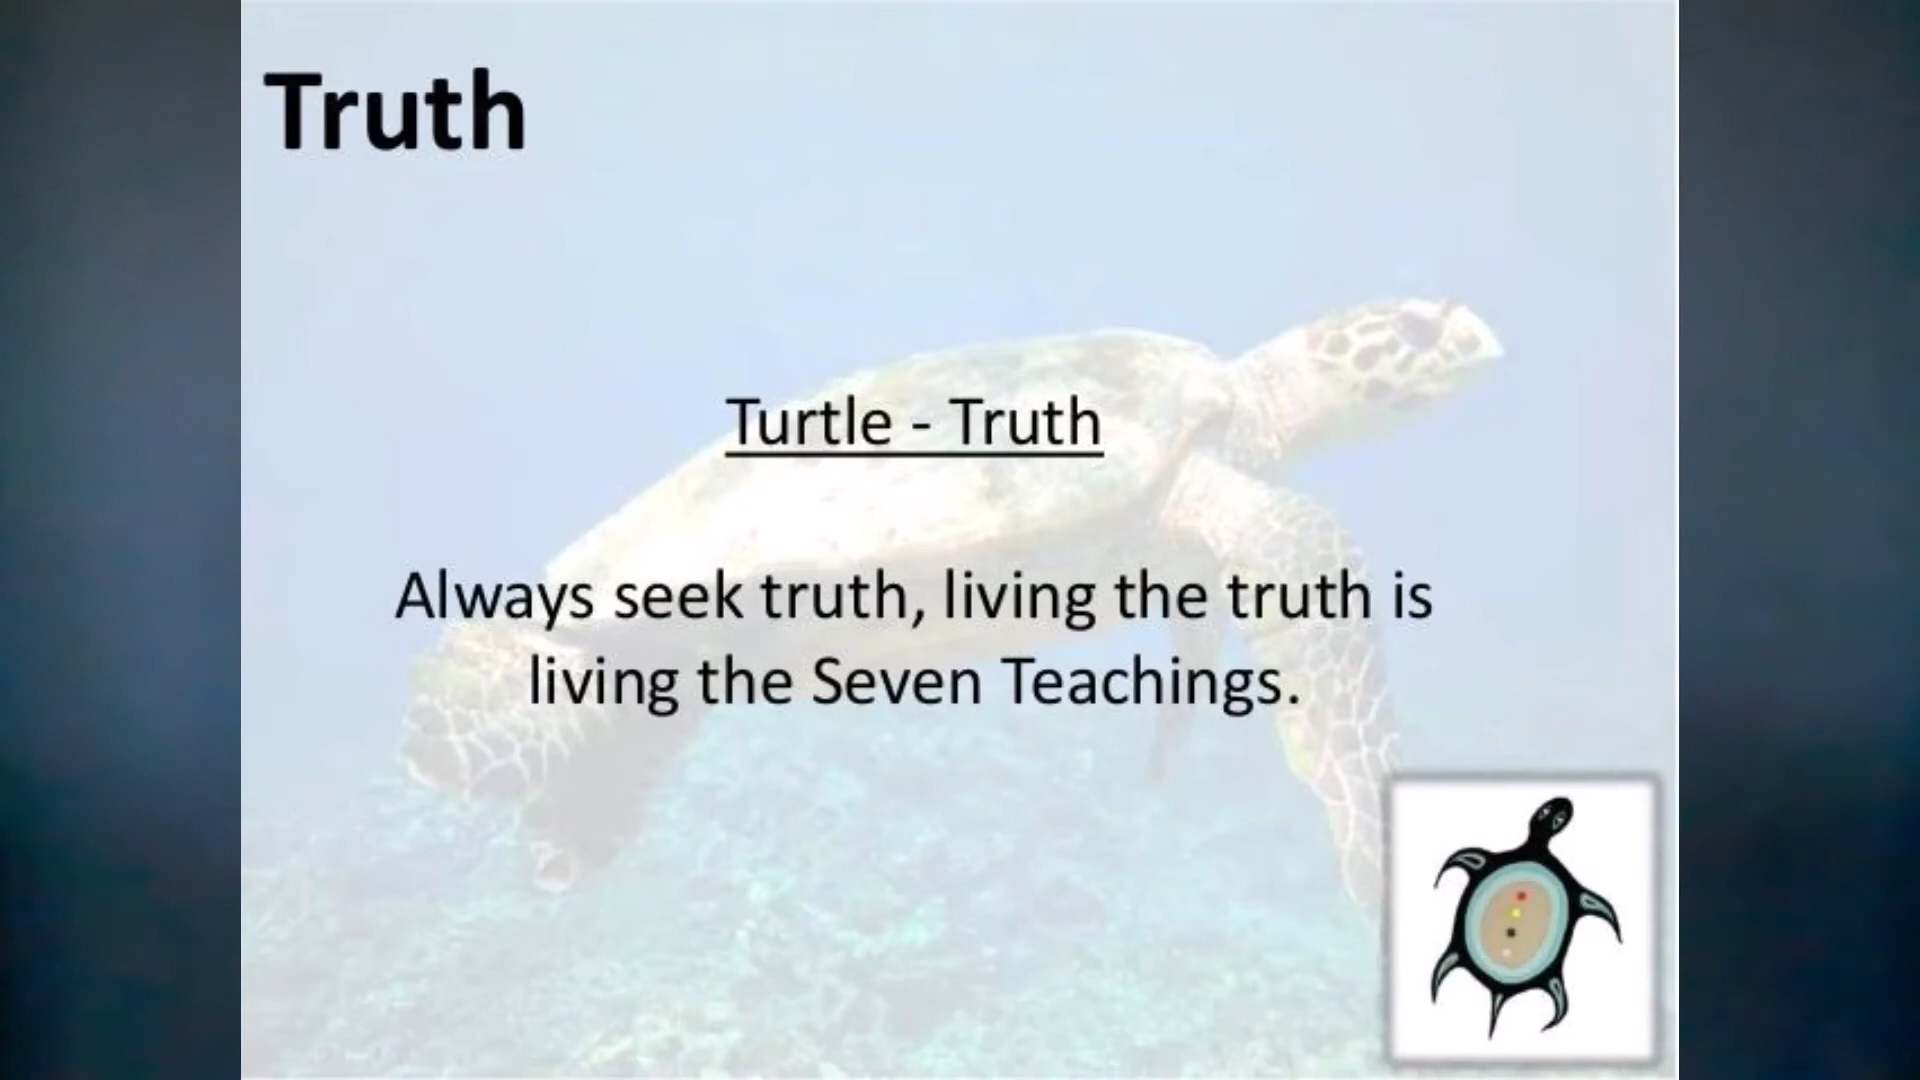 Truth
Turtle - Truth
Always seek truth, living the truth is
living the Seven Teachings.